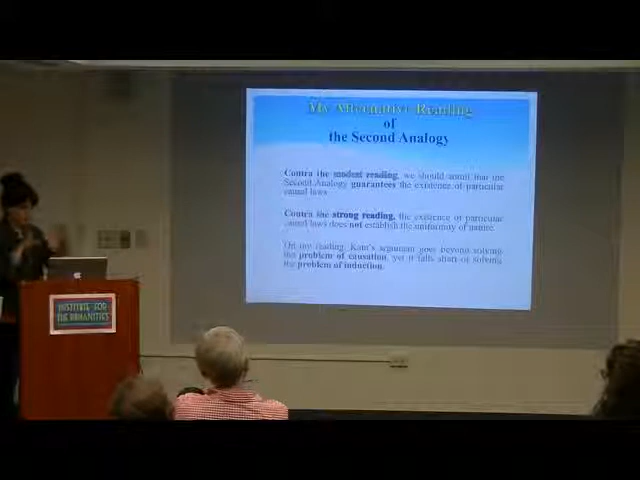 My Alternative Reading
of
the Second Analogy
Contra the modest reading, we should admit that the
Second Analogy guarantees the existence of particular
causal laws.
Contra the strong reading, the existence of particular
causal laws does not establish the uniformity of nature.
On my reading, Kant's argument goes beyond solving
the problem of causation, yet it falls short of solving
the problem of induction.
INSTITUTE FOR
THE HUMANITIES